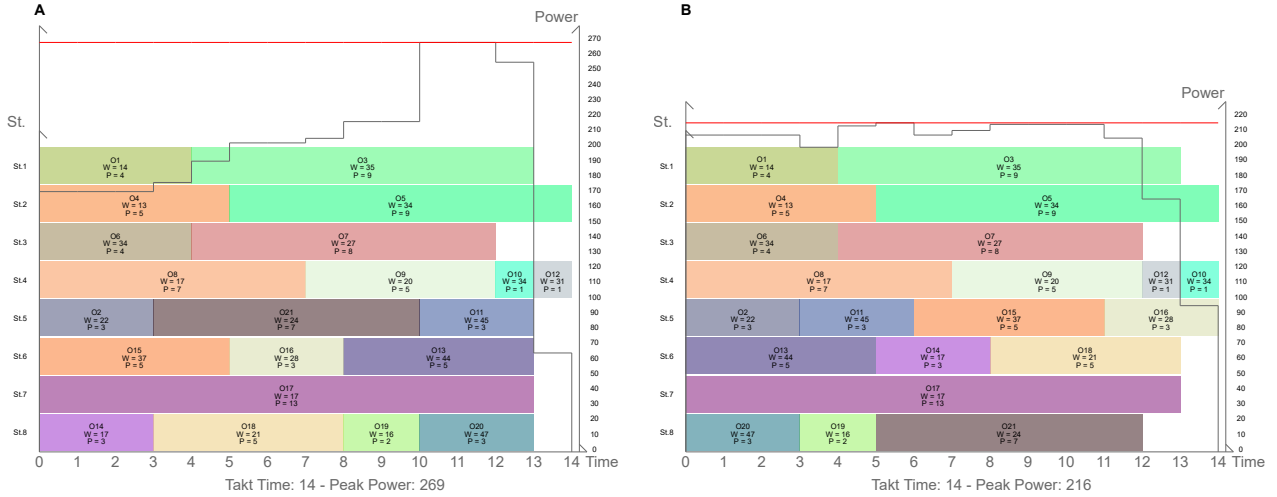 A
Power
St.
270
260
250
240
230
220
210
200
190
180
170
160
150
140
130
120
110
100
90
80
70
60
50
40
30
20
10
0
St.1
O1
W = 14
P = 4
O3
W = 35
P = 9
St.2
O4
W = 13
P = 5
O5
W = 34
P = 9
St.3
O6
W = 34
P = 4
O7
W = 27
P = 8
St.4
O8
W = 17
P = 7
O9
W = 20
P = 5
O10
W = 34
P = 1
O12
W = 31
P = 1
St.5
O2
W = 22
P = 3
O21
W = 24
P = 7
O11
W = 45
P = 3
St.6
O15
W = 37
P = 5
O16
W = 28
P = 3
O13
W = 44
P = 5
St.7
O17
W = 17
P = 13
St.8
O14
W = 17
P = 3
O18
W = 21
P = 5
O19
W = 16
P = 2
O20
W = 47
P = 3
0 1 2 3 4 5 6 7 8 9 10 11 12 13 14 Time
Takt Time: 14 - Peak Power: 269
B
Power
St.
220
210
200
190
180
170
160
150
140
130
120
110
100
90
80
70
60
50
40
30
20
10
0
St.1
O1
W = 14
P = 4
O3
W = 35
P = 9
St.2
O4
W = 13
P = 5
O5
W = 34
P = 9
St.3
O6
W = 34
P = 4
O7
W = 27
P = 8
St.4
O8
W = 17
P = 7
O9
W = 20
P = 5
O12
W = 31
P = 1
O10
W = 34
P = 1
St.5
O2
W = 22
P = 3
O11
W = 45
P = 3
O15
W = 37
P = 5
O16
W = 28
P = 3
St.6
O13
W = 44
P = 5
O14
W = 17
P = 3
O18
W = 21
P = 5
St.7
O17
W = 17
P = 13
St.8
O20
W = 47
P = 3
O19
W = 16
P = 2
O21
W = 24
P = 7
0 1 2 3 4 5 6 7 8 9 10 11 12 13 14 Time
Takt Time: 14 - Peak Power: 216